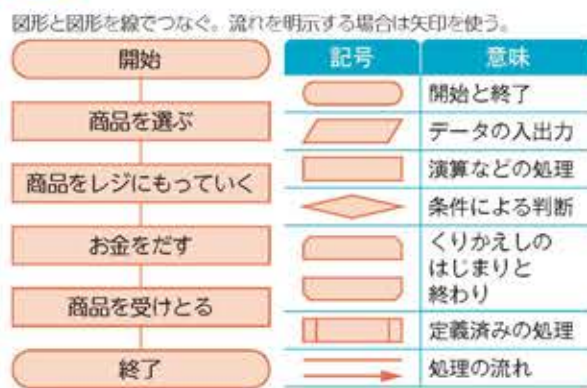 図形と図形を線でつなぐ。流れを明示する場合は矢印を使う。
開始
商品を選ぶ
商品をレジにもっていく
お金をだす
商品を受けとる
終了
記号
意味
開始と終了
データの入出力
演算などの処理
条件による判断
くりかえしの
はじまりと
終わり
定義済みの処理
処理の流れ